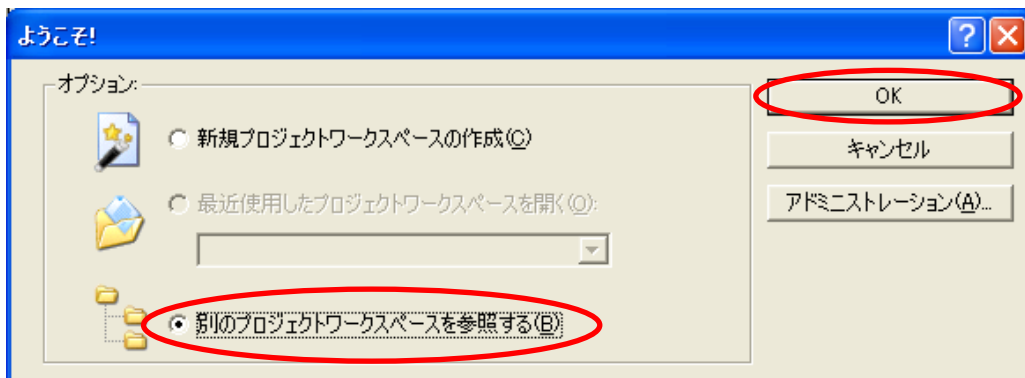 ようこそ!
オプション:
新規プロジェクトワークスペースの作成(C)
最近使用したプロジェクトワークスペースを開く(O):
別のプロジェクトワークスペースを参照する(B)
OK
キャンセル
アドミニストレーション(A)...